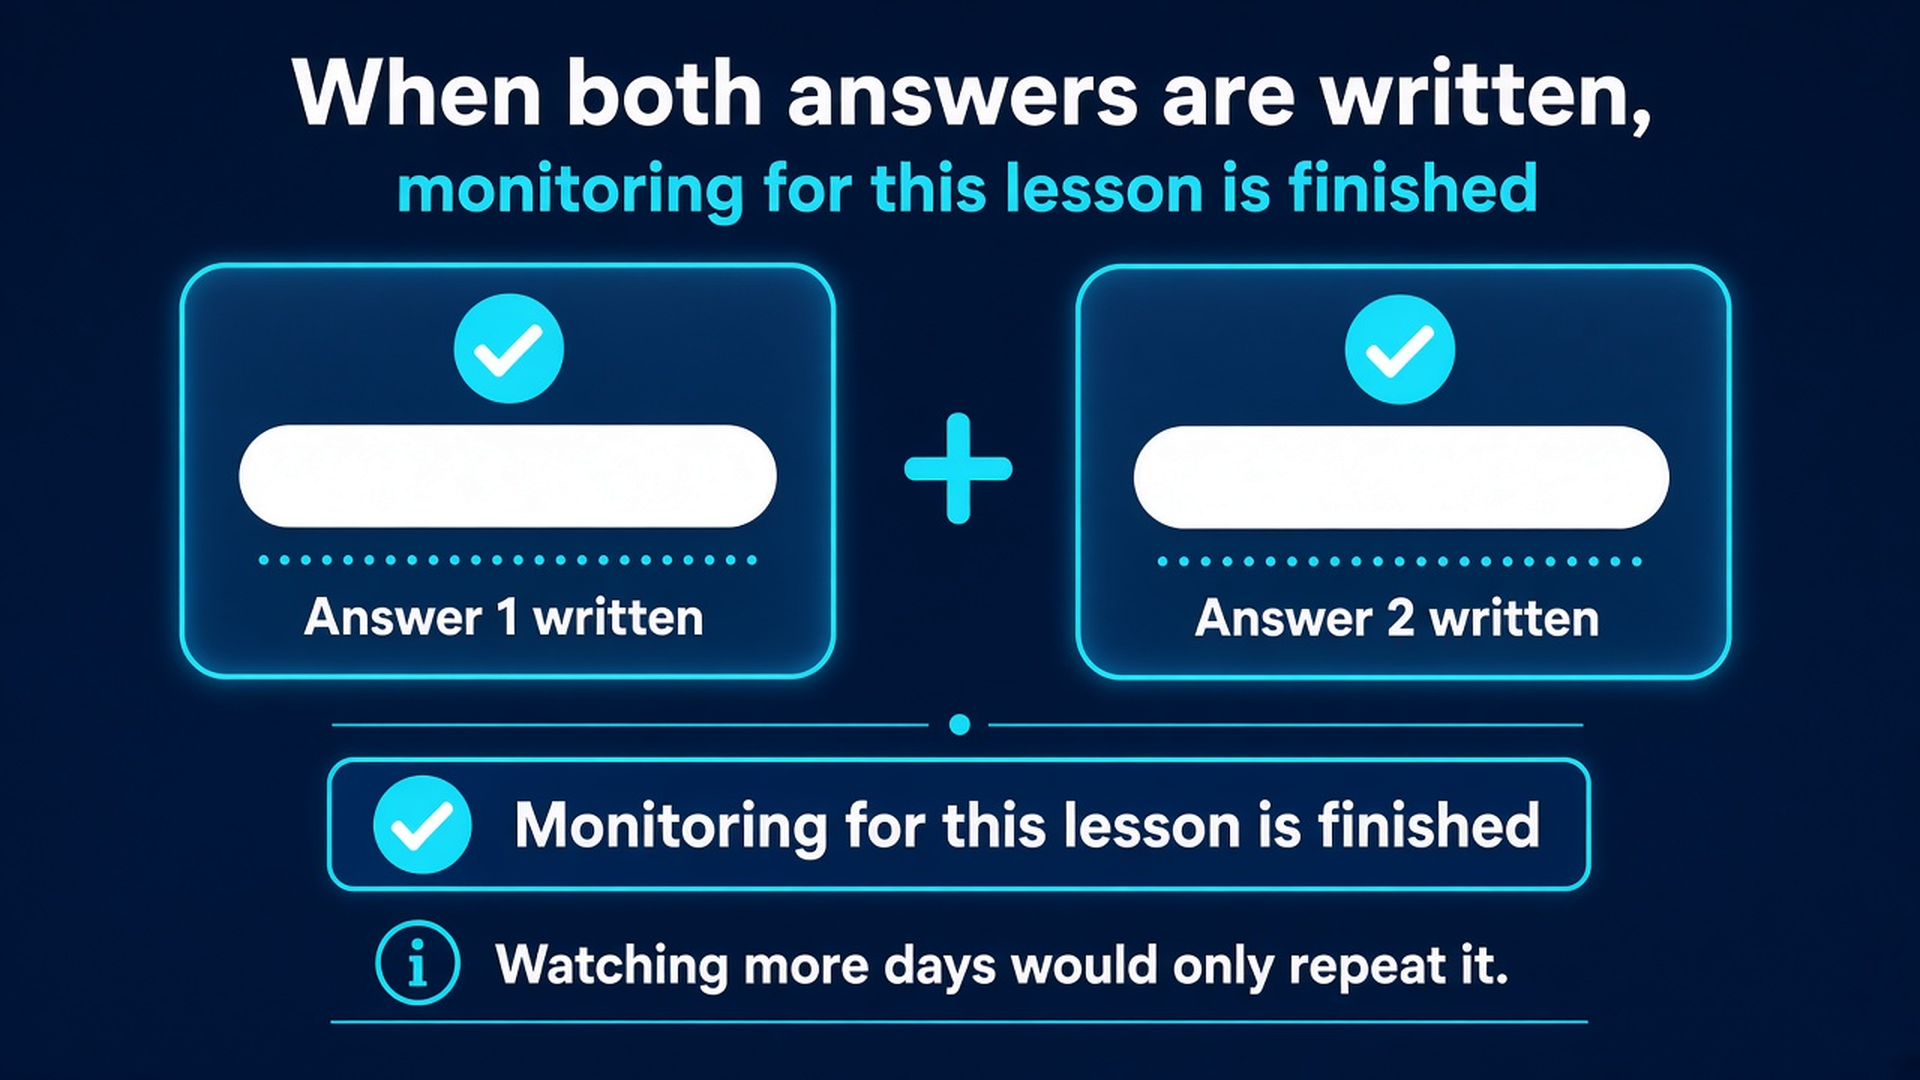 When both answers are written,
monitoring for this lesson is finished
Answer 1 written
Answer 2 written
Monitoring for this lesson is finished
Watching more days would only repeat it.